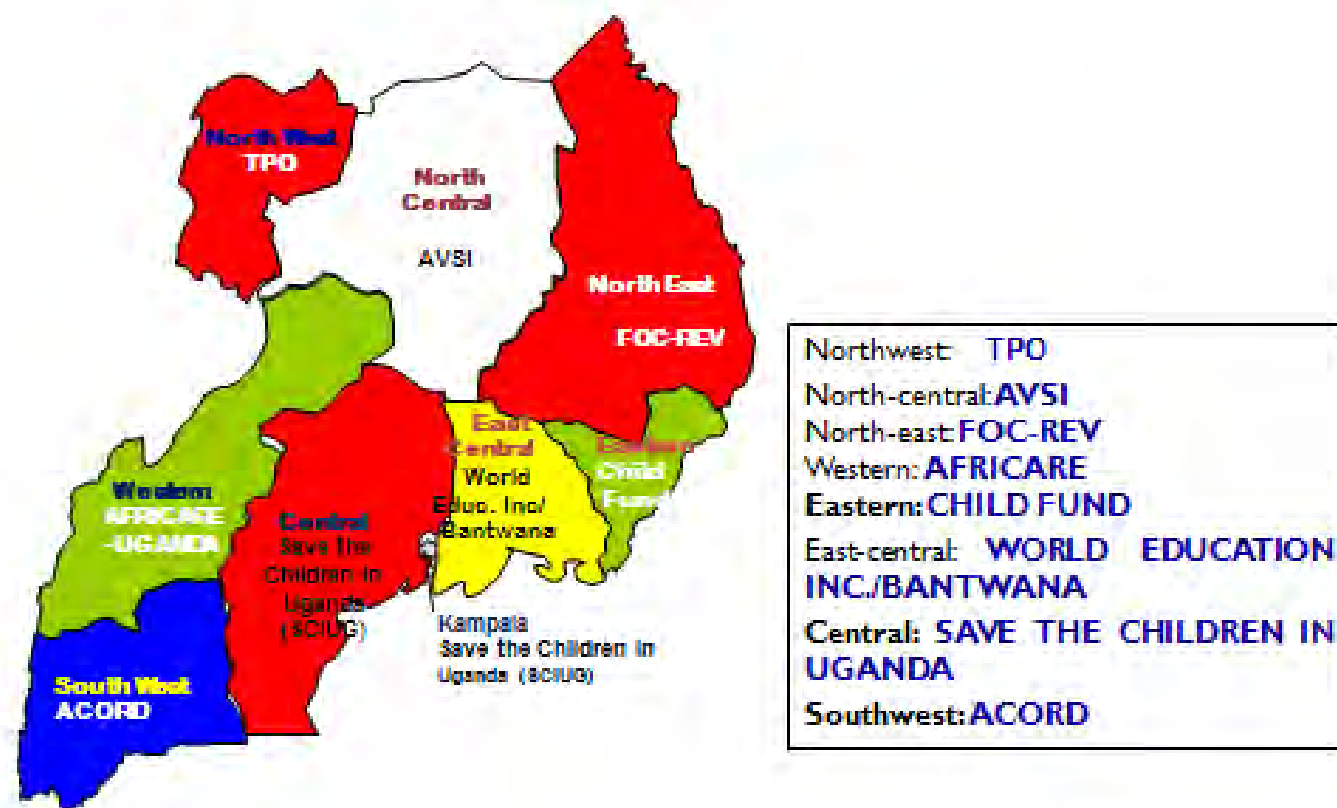 North West
TPO
North
Central
AVSI
North East
FOC-REV
East
Central
World
Educ. Inc/
Bantwana
Eastern
Child
Fund
Western
AFRICARE
-UGANDA
Central
Save the
Children in
Uganda
(SCIUG)
Kampala
Save the Children in
Uganda (SCIUG)
South West
ACORD
Northwest: TPO
North-central: AVSI
North-east: FOC-REV
Western: AFRICARE
Eastern: CHILD FUND
East-central: WORLD EDUCATION
INC./BANTWANA
Central: SAVE THE CHILDREN IN
UGANDA
Southwest: ACORD